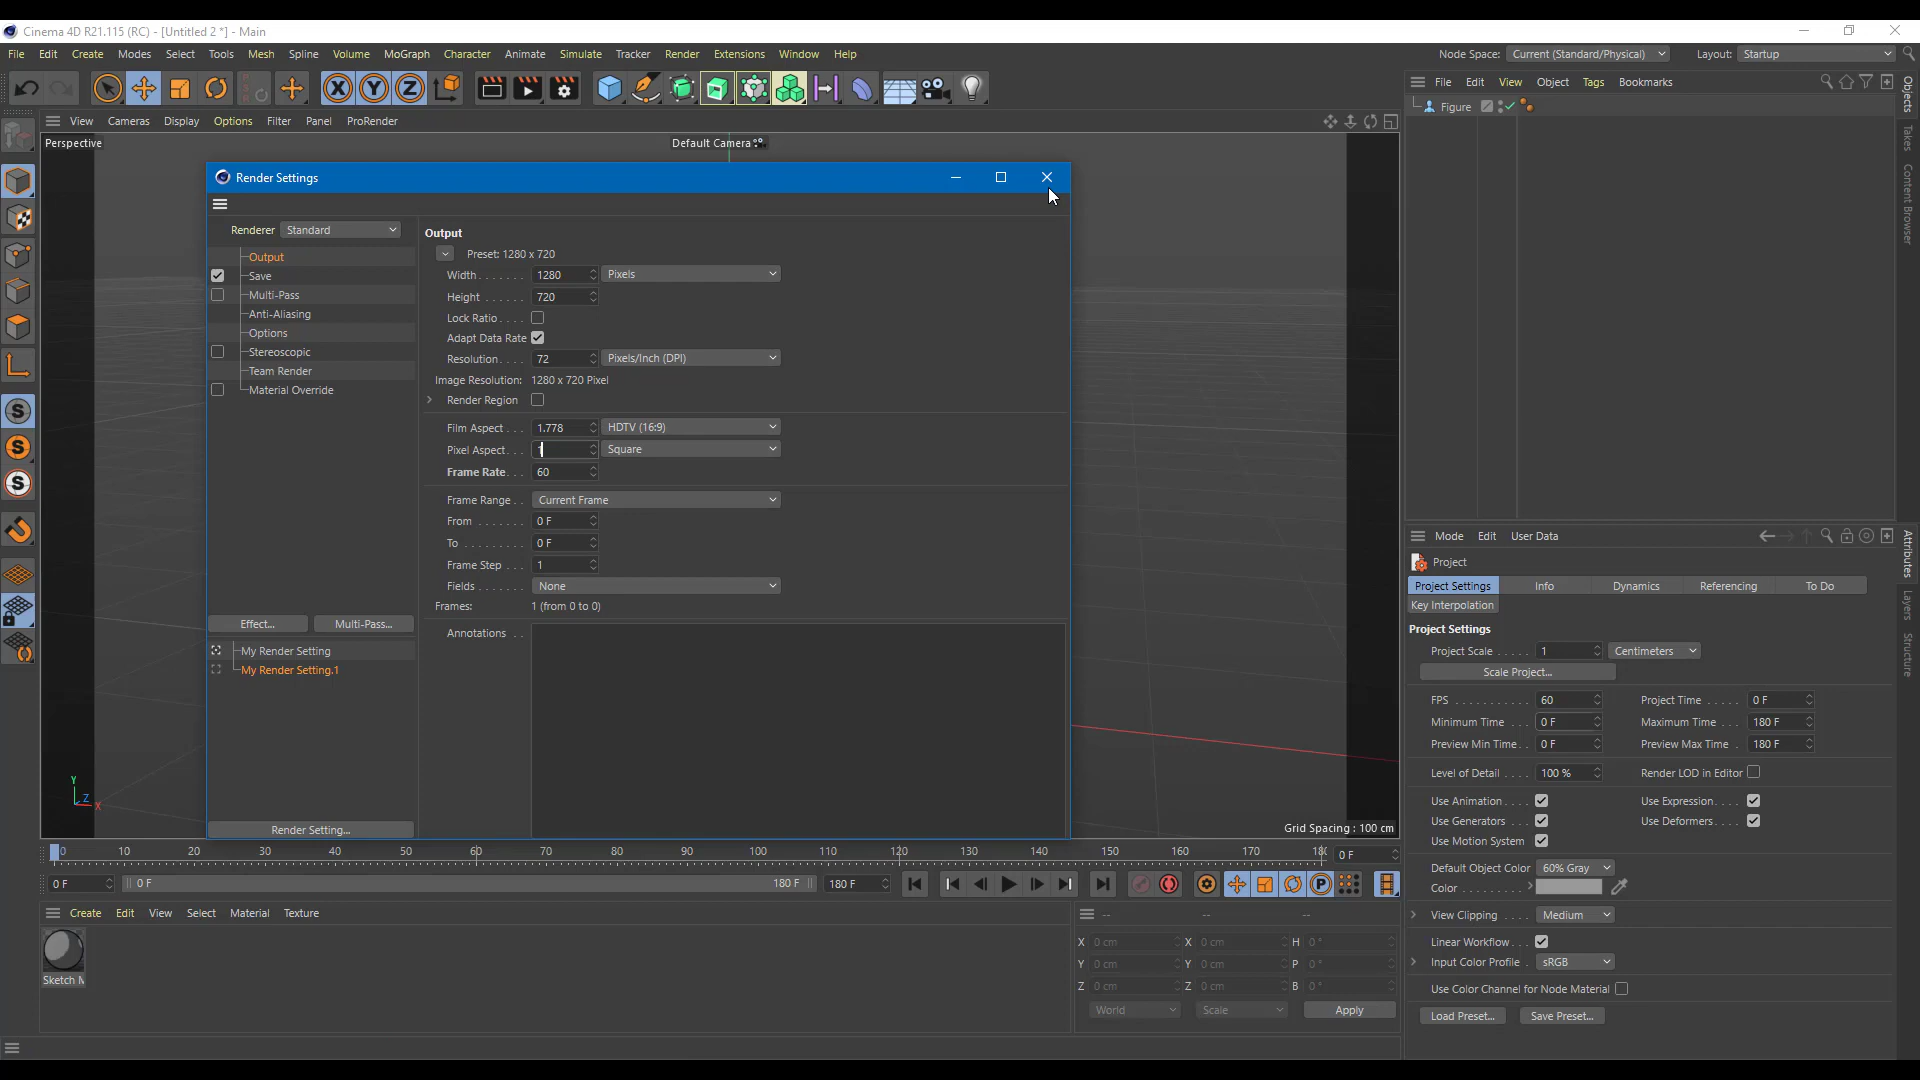 Cinema 4D R21.115 (RC) - [Untitled 2 *] - Main
File Edit Create Modes Select Tools Mesh Spline Volume MoGraph Character Animate Simulate Tracker Render Extensions Window Help
Node Space: Current (Standard/Physical) Layout: Startup
File Edit View Object Tags Bookmarks
Figure
Objects
Takes
Content Browser
View Cameras Display Options Filter Panel ProRender
Perspective
Default Camera
Render Settings
Renderer Standard
Output
Save
Multi-Pass
Anti-Aliasing
Options
Stereoscopic
Team Render
Material Override
Effect... Multi-Pass...
My Render Setting
My Render Setting.1
Render Setting...
Output
Preset: 1280 x 720
Width . . . . . . . 1280 Pixels
Height . . . . . . 720
Lock Ratio . . . .
Adapt Data Rate
Resolution . . . . 72 Pixels/Inch (DPI)
Image Resolution: 1280 x 720 Pixel
Render Region
Film Aspect . . . 1.778 HDTV (16:9)
Pixel Aspect . . . 1 Square
Frame Rate . . 60
Frame Range . . Current Frame
From . . . . . . . 0 F
To . . . . . . . . . 0 F
Frame Step . . . 1
Fields . . . . . . . None
Frames: 1 (from 0 to 0)
Annotations . .
Y
Z
X
Grid Spacing : 100 cm
0 10 20 30 40 50 60 70 80 90 100 110 120 130 140 150 160 170 18 0 F
0 F 0 F 180 F 180 F
Create Edit View Select Material Texture
Sketch M
-- -- --
X 0 cm X 0 cm H 0 °
Y 0 cm Y 0 cm P 0 °
Z 0 cm Z 0 cm B 0 °
World Scale Apply
Mode Edit User Data
Project
Project Settings Info Dynamics Referencing To Do
Key Interpolation
Project Settings
Project Scale . . . . . 1 Centimeters
Scale Project...
FPS . . . . . . . . . . . 60 Project Time . . . . . 0 F
Minimum Time . . . 0 F Maximum Time . . 180 F
Preview Min Time . . 0 F Preview Max Time . 180 F
Level of Detail . . . . 100 % Render LOD in Editor
Use Animation . . . . Use Expression . . . .
Use Generators . . . Use Deformers . . . .
Use Motion System
Default Object Color 60% Gray
Color . . . . . . . . .
View Clipping . . . . Medium
Linear Workflow . . .
Input Color Profile . sRGB
Use Color Channel for Node Material
Load Preset... Save Preset...
Attributes
Layers
Structure